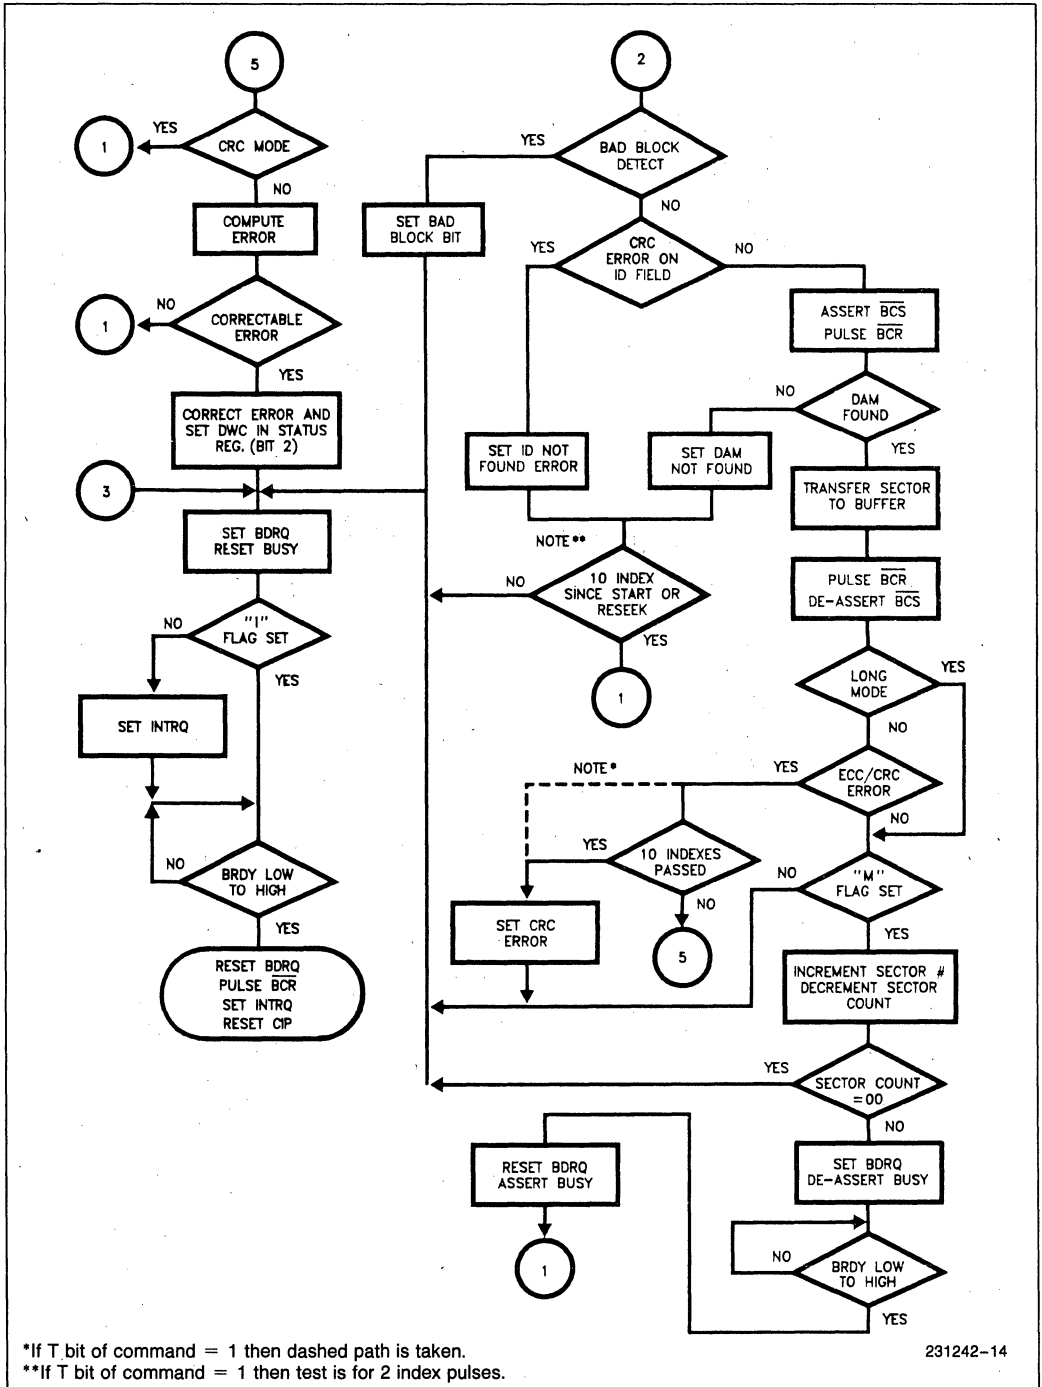 5
CRC MODE
YES
1
NO
COMPUTE
ERROR
CORRECTABLE
ERROR
NO
1
YES
CORRECT ERROR AND
SET DWC IN STATUS
REG. (BIT 2)
3
SET BDRQ
RESET BUSY
"I"
FLAG SET
NO
YES
SET INTRQ
BRDY LOW
TO HIGH
NO
YES
RESET BDRQ
PULSE BCR
SET INTRQ
RESET CIP
2
BAD BLOCK
DETECT
YES
NO
SET BAD
BLOCK BIT
CRC
ERROR ON
ID FIELD
YES
NO
ASSERT BCS
PULSE BCR
DAM
FOUND
NO
YES
SET ID NOT
FOUND ERROR
SET DAM
NOT FOUND
TRANSFER SECTOR
TO BUFFER
NOTE**
10 INDEX
SINCE START OR
RESEEK
NO
YES
1
PULSE BCR
DE-ASSERT BCS
LONG
MODE
YES
NO
ECC/CRC
ERROR
YES
NO
NOTE*
10 INDEXES
PASSED
YES
NO
5
SET CRC
ERROR
"M"
FLAG SET
NO
YES
INCREMENT SECTOR #
DECREMENT SECTOR
COUNT
SECTOR COUNT
=00
YES
NO
SET BDRQ
DE-ASSERT BUSY
BRDY LOW
TO HIGH
NO
YES
RESET BDRQ
ASSERT BUSY
1
*If T bit of command = 1 then dashed path is taken.
231242-14
**If T bit of command = 1 then test is for 2 index pulses.